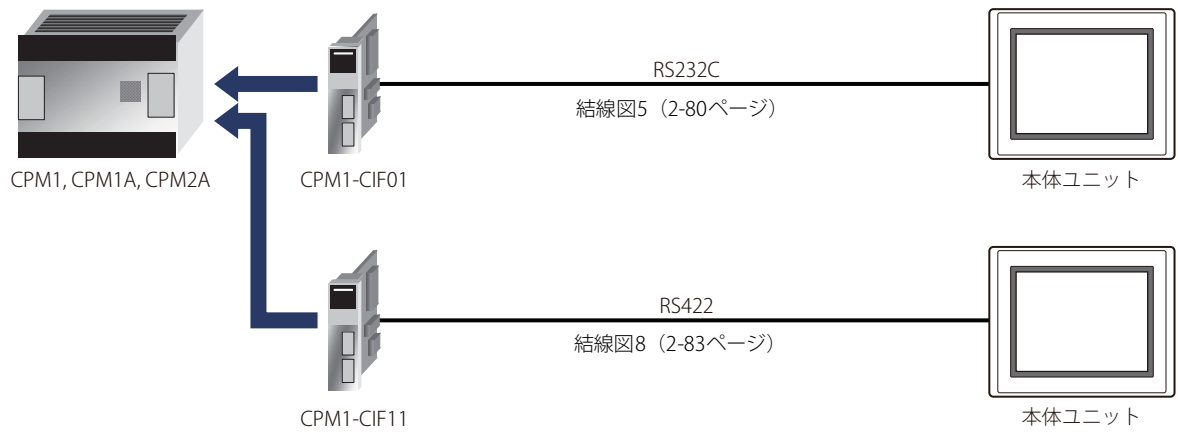 RS232C
結線図5（2-80ページ）
CPM1, CPM1A, CPM2A
CPM1-CIF01
本体ユニット
RS422
結線図8（2-83ページ）
CPM1-CIF11
本体ユニット